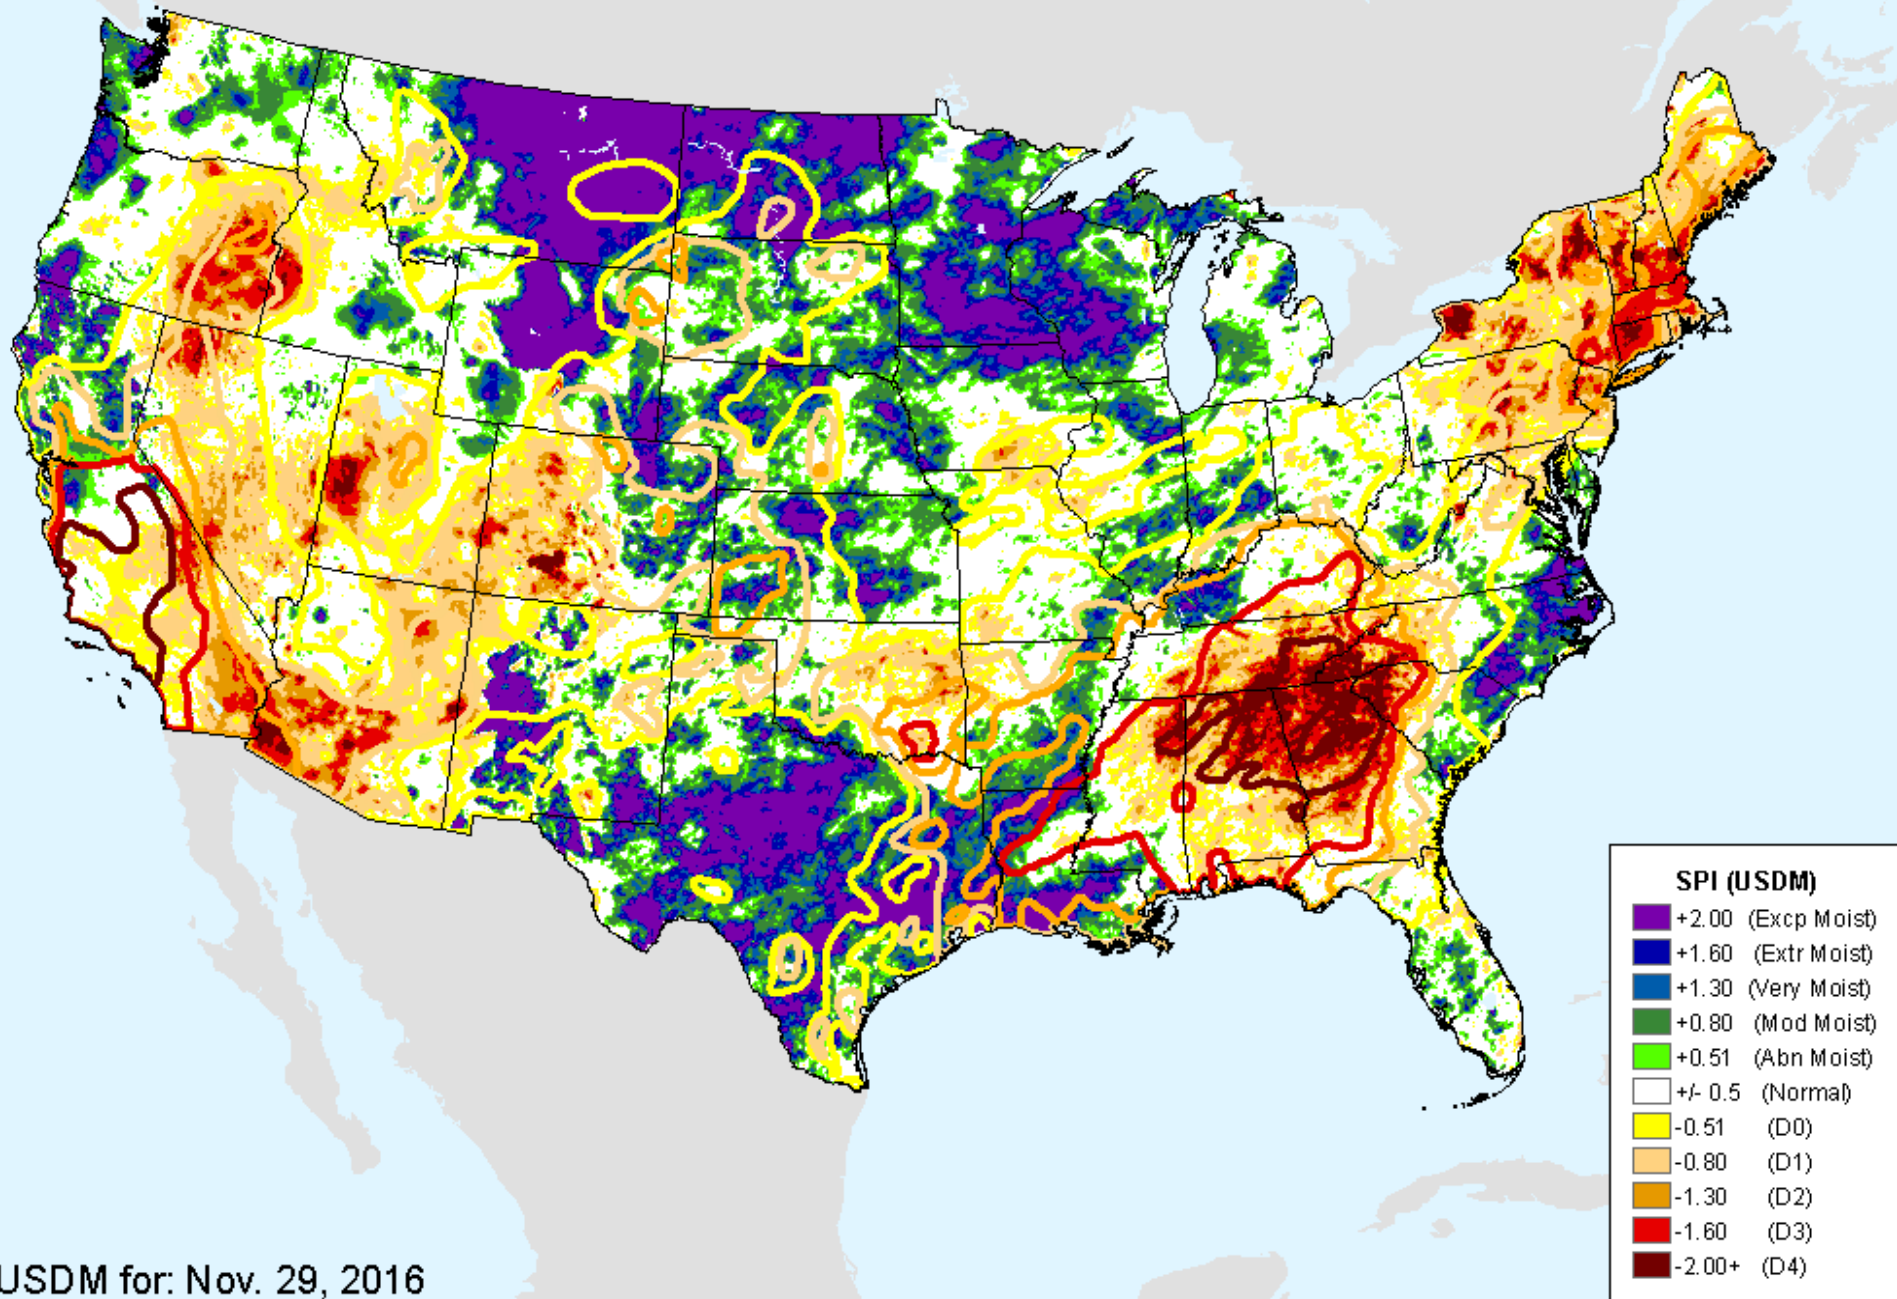 SPI (USDM)
+2.00 (Excp Moist)
+1.60 (Extr Moist)
+1.30 (Very Moist)
+0.80 (Mod Moist)
+0.51 (Abn Moist)
+/- 0.5 (Normal)
-0.51 (D0)
-0.80 (D1)
-1.30 (D2)
-1.60 (D3)
-2.00+ (D4)
USDM for: Nov. 29, 2016